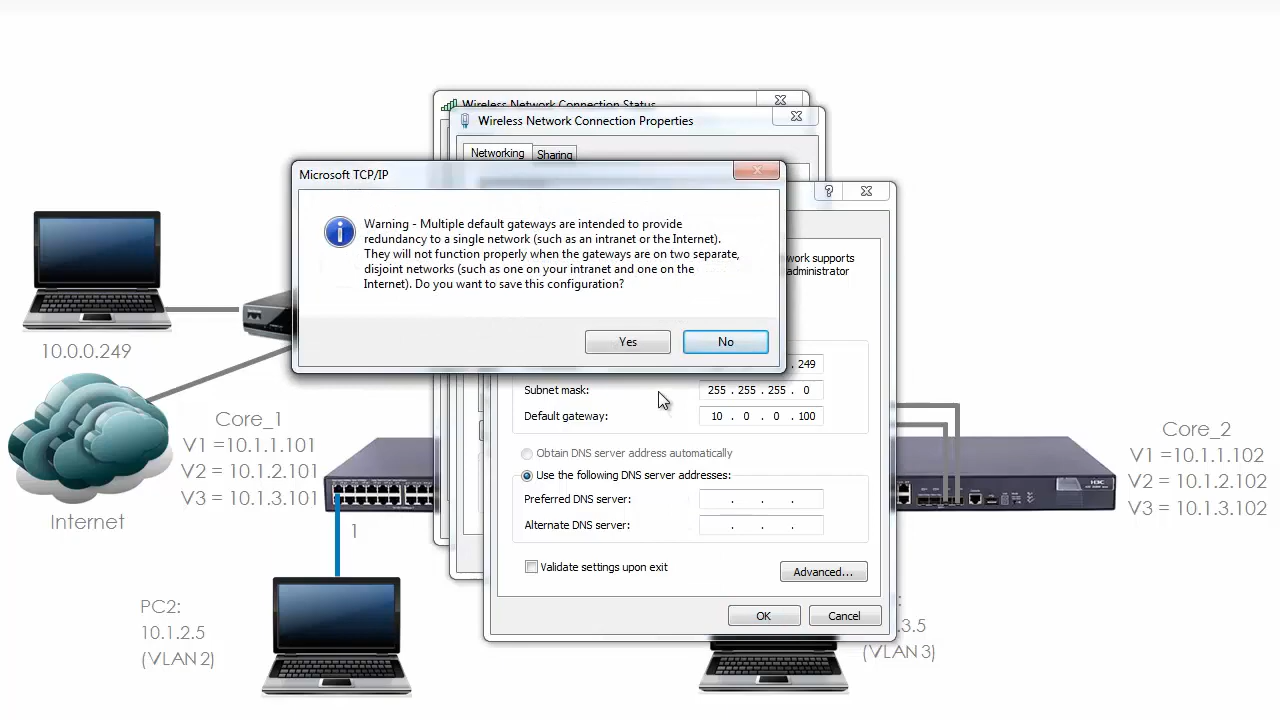 Wireless Network Connection Status
Wireless Network Connection Properties
Networking
Sharing
Microsoft TCP/IP
Warning - Multiple default gateways are intended to provide
redundancy to a single network (such as an intranet or the Internet).
They will not function properly when the gateways are on two separate,
disjoint networks (such as one on your intranet and one on the
Internet). Do you want to save this configuration?
Yes
No
work supports
administrator
. 249
Subnet mask:
255 . 255 . 255 . 0
Default gateway:
10 . 0 . 0 . 100
Obtain DNS server address automatically
Use the following DNS server addresses:
Preferred DNS server:
. . .
Alternate DNS server:
. . .
Validate settings upon exit
Advanced...
OK
Cancel
10.0.0.249
Internet
Core_1
V1 =10.1.1.101
V2 = 10.1.2.101
V3 = 10.1.3.101
1
PC2:
10.1.2.5
(VLAN 2)
Core_2
V1 =10.1.1.102
V2 = 10.1.2.102
V3 = 10.1.3.102
H3C
:
.3.5
(VLAN 3)